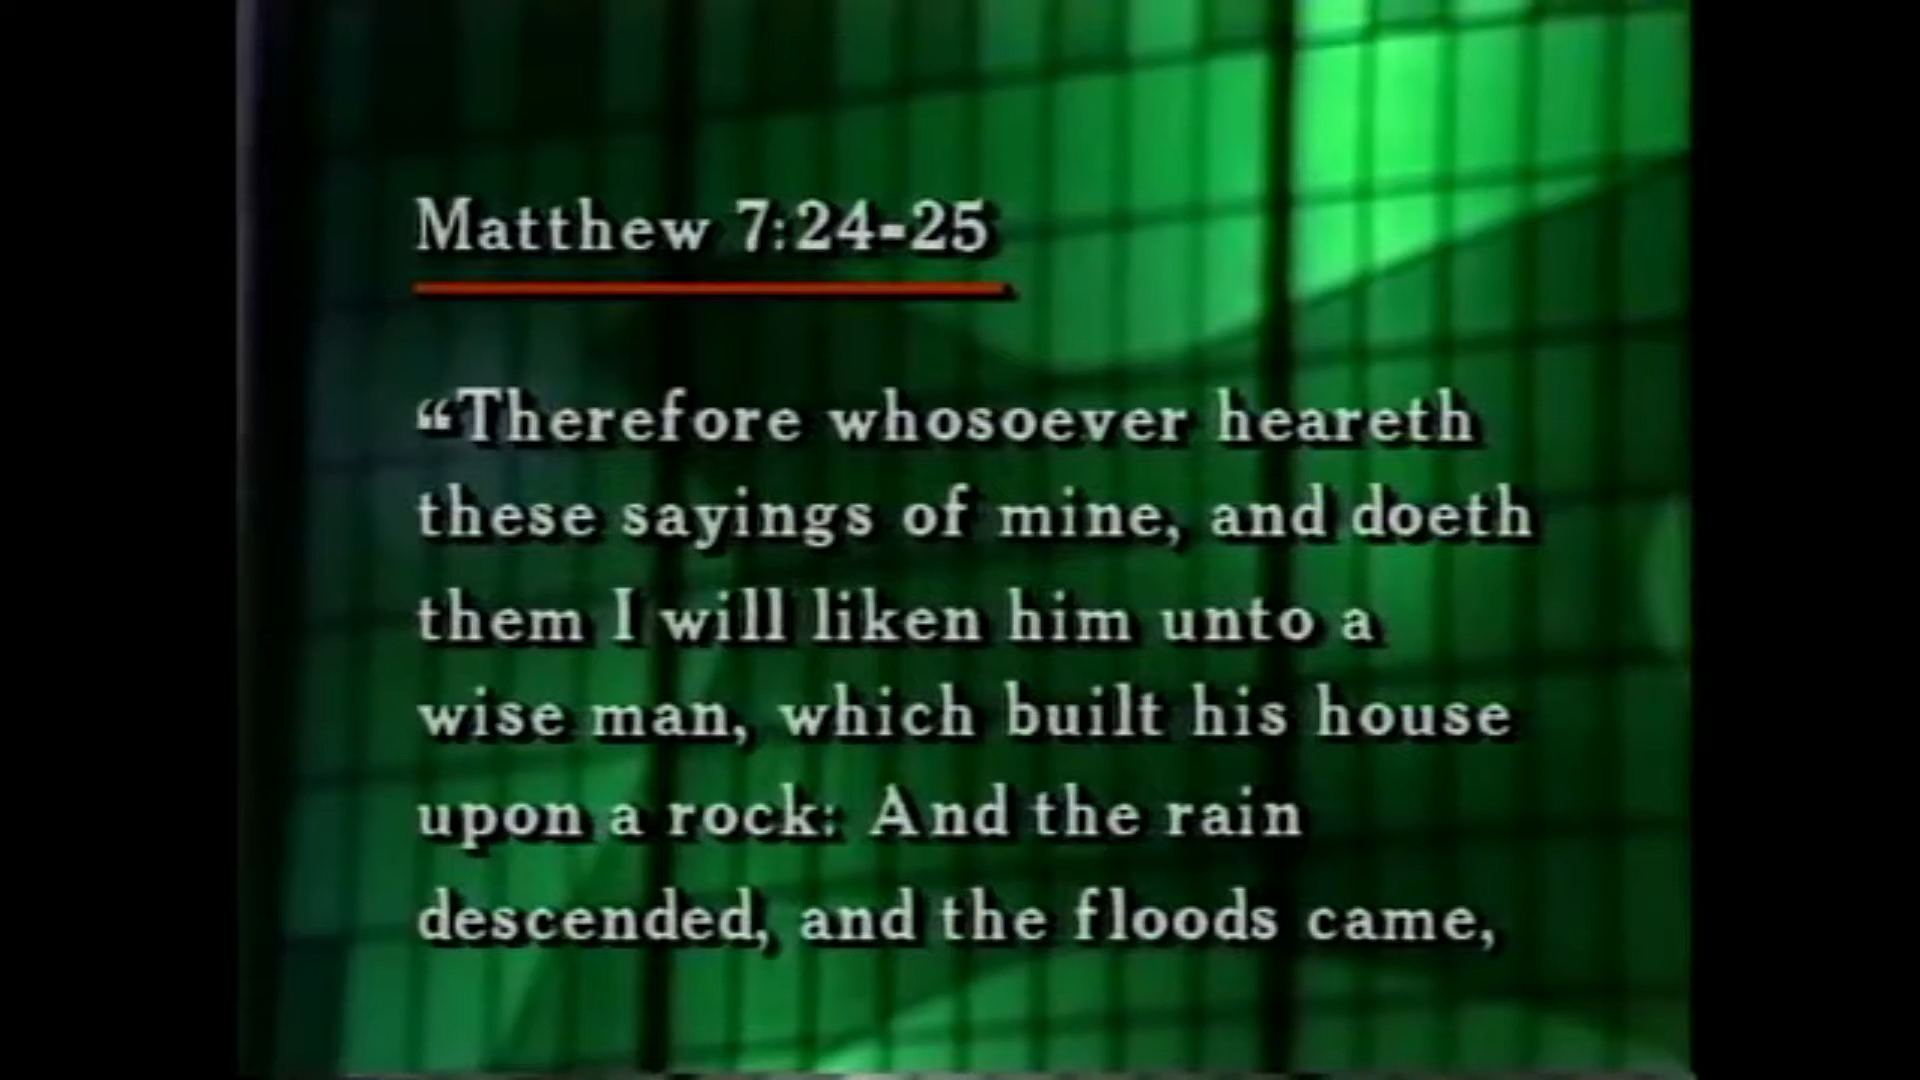 Matthew 7:24-25
“Therefore whosoever heareth
these sayings of mine, and doeth
them I will liken him unto a
wise man, which built his house
upon a rock: And the rain
descended, and the floods came,